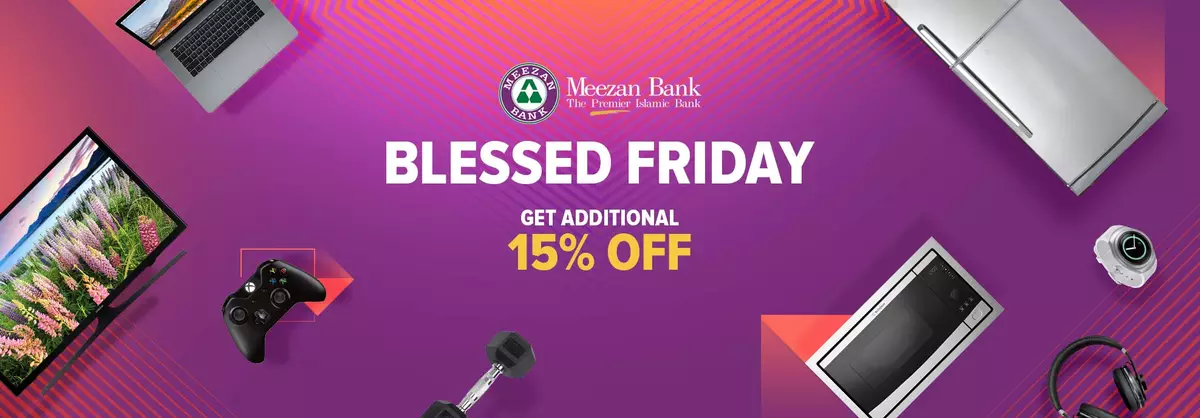 MEEZAN
BANK
Meezan Bank
The Premier Islamic Bank
BLESSED FRIDAY
GET ADDITIONAL
15% OFF